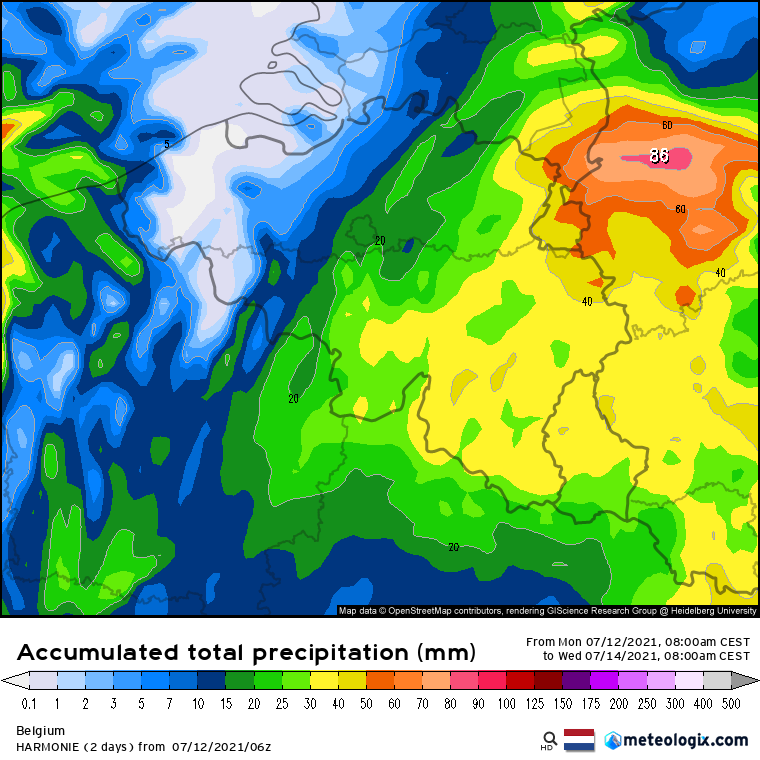 60
86
5
60
20
40
40
20
20
Map data © OpenStreetMap contributors, rendering GIScience Research Group @ Heidelberg University
Accumulated total precipitation (mm)
From Mon 07/12/2021, 08:00am CEST
to Wed 07/14/2021, 08:00am CEST
0.1 1 2 3 5 7 10 15 20 25 30 40 50 60 70 80 90 100 125 150 175 200 250 300 400 500
Belgium
HARMONIE (2 days) from 07/12/2021/06z
HD
meteologix.com